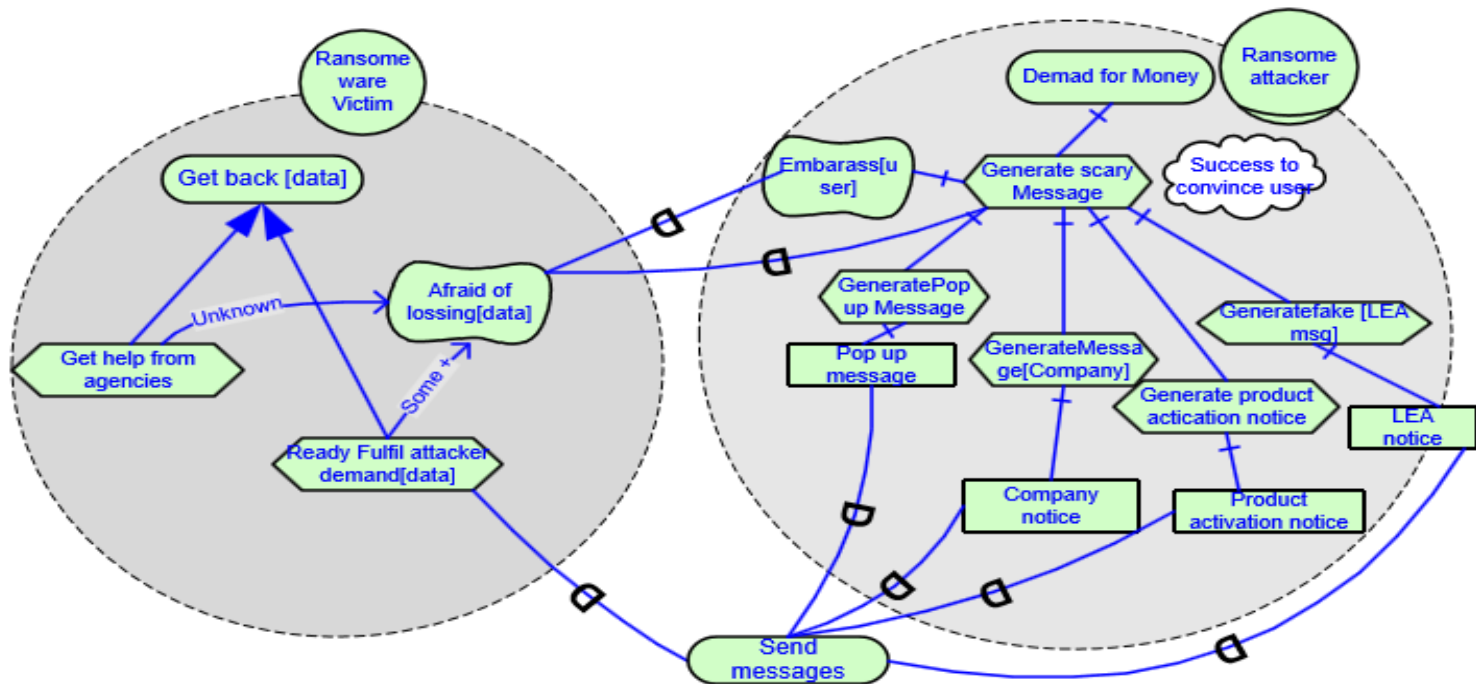 Ransome
ware
Victim
Get back [data]
Unknown
Afraid of
lossing[data]
Get help from
agencies
Some +
Ready Fulfil attacker
demand[data]
Ransome
attacker
Demad for Money
Embarass[u
ser]
Generate scary
Message
Success to
convince user
GeneratePop
up Message
Generatefake [LEA
msg]
Pop up
message
GenerateMessa
ge[Company]
Generate product
actication notice
LEA
notice
Company
notice
Product
activation notice
D
D
D
D
D
D
D
Send
messages